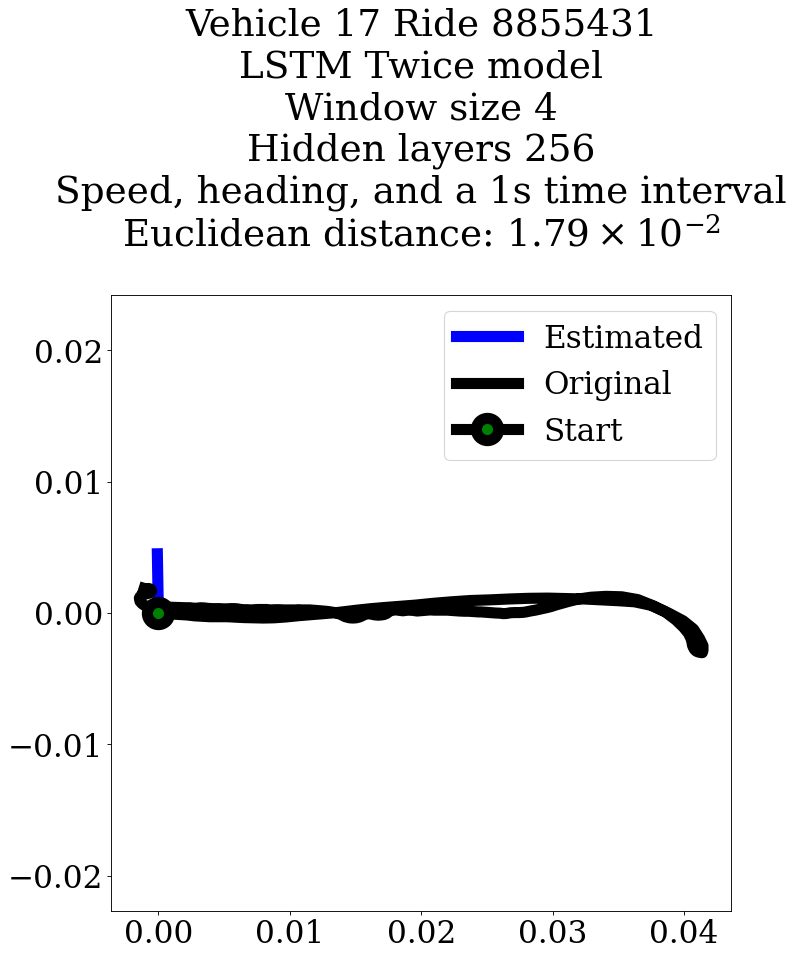 Vehicle 17 Ride 8855431
LSTM Twice model
Window size 4
Hidden layers 256
Speed, heading, and a 1s time interval
Euclidean distance: 1.79 × 10⁻²
Estimated
Original
Start
0.02
0.01
0.00
−0.01
−0.02
0.00 0.01 0.02 0.03 0.04